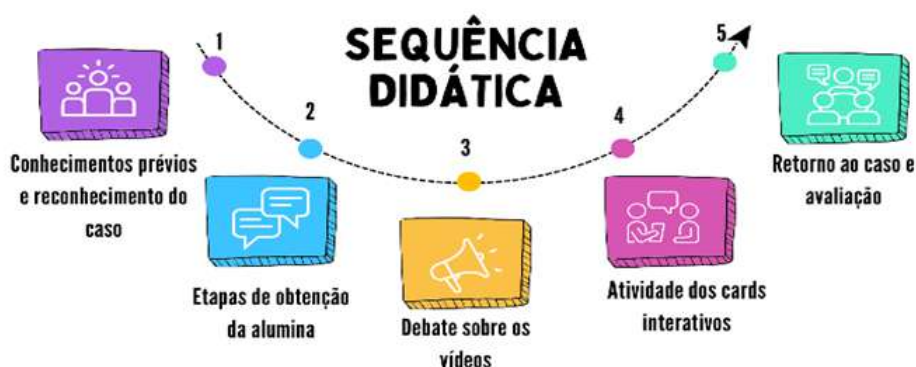 SEQUÊNCIA
DIDÁTICA
1
Conhecimentos prévios
e reconhecimento do
caso
2
Etapas de obtenção
da alumina
3
Debate sobre os
vídeos
4
Atividade dos cards
interativos
5
Retorno ao caso e
avaliação